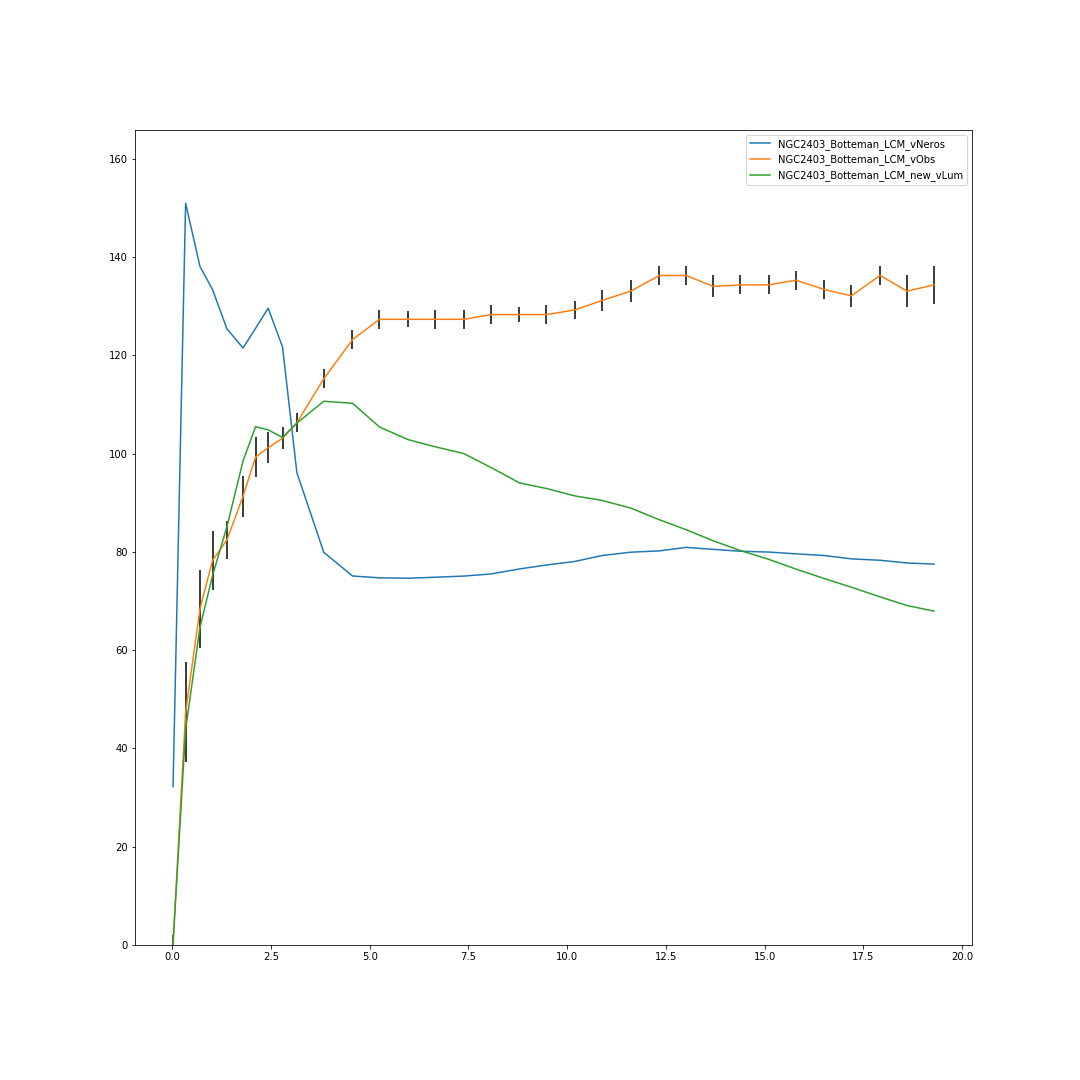 NGC2403_Botteman_LCM_vNeros
NGC2403_Botteman_LCM_vObs
NGC2403_Botteman_LCM_new_vLum
160
140
120
100
80
60
40
20
0
0.0 2.5 5.0 7.5 10.0 12.5 15.0 17.5 20.0